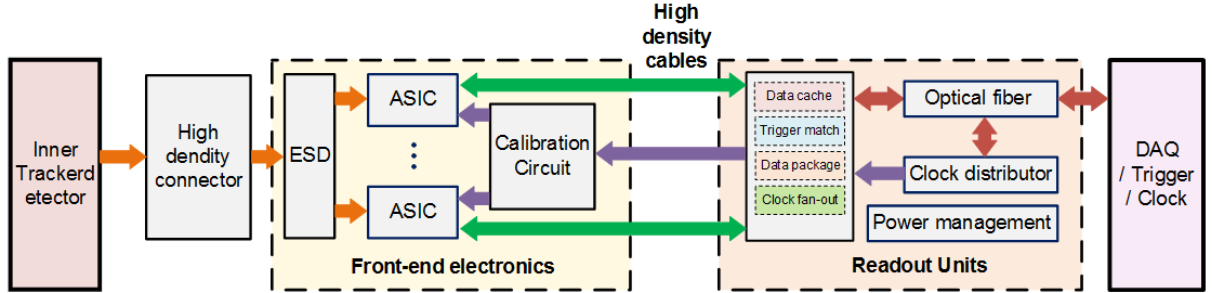 High
density
cables
Inner
Trackerd
etector
High
dendity
connector
ESD
ASIC
ASIC
Calibration
Circuit
Front-end electronics
Data cache
Trigger match
Data package
Clock fan-out
Optical fiber
Clock distributor
Power management
Readout Units
DAQ
/ Trigger
/ Clock